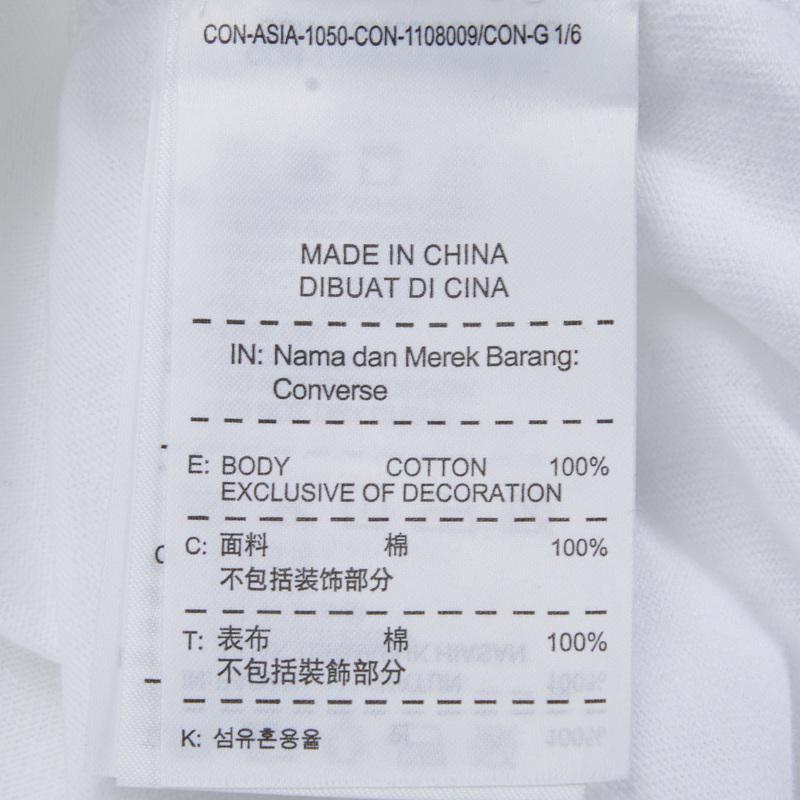 CON-ASIA-1050-CON-1108009/CON-G 1/6
MADE IN CHINA
DIBUAT DI CINA
IN: Nama dan Merek Barang:
Converse
E: BODY COTTON 100%
EXCLUSIVE OF DECORATION
C: 面料 棉 100%
不包括装饰部分
T: 表布 棉 100%
不包括裝飾部分
K: 섬유혼용율